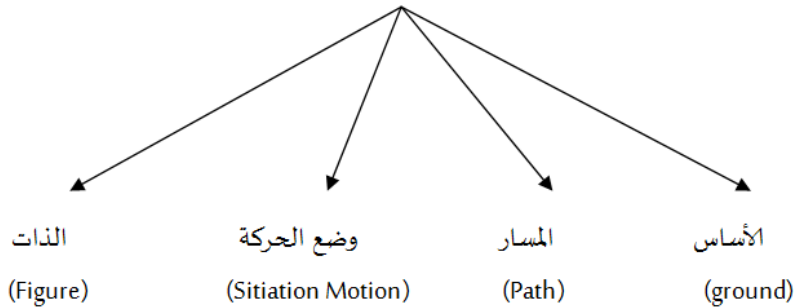 الذات وضع الحركة المسار الأساس
(Figure) (Sitiation Motion) (Path) (ground)